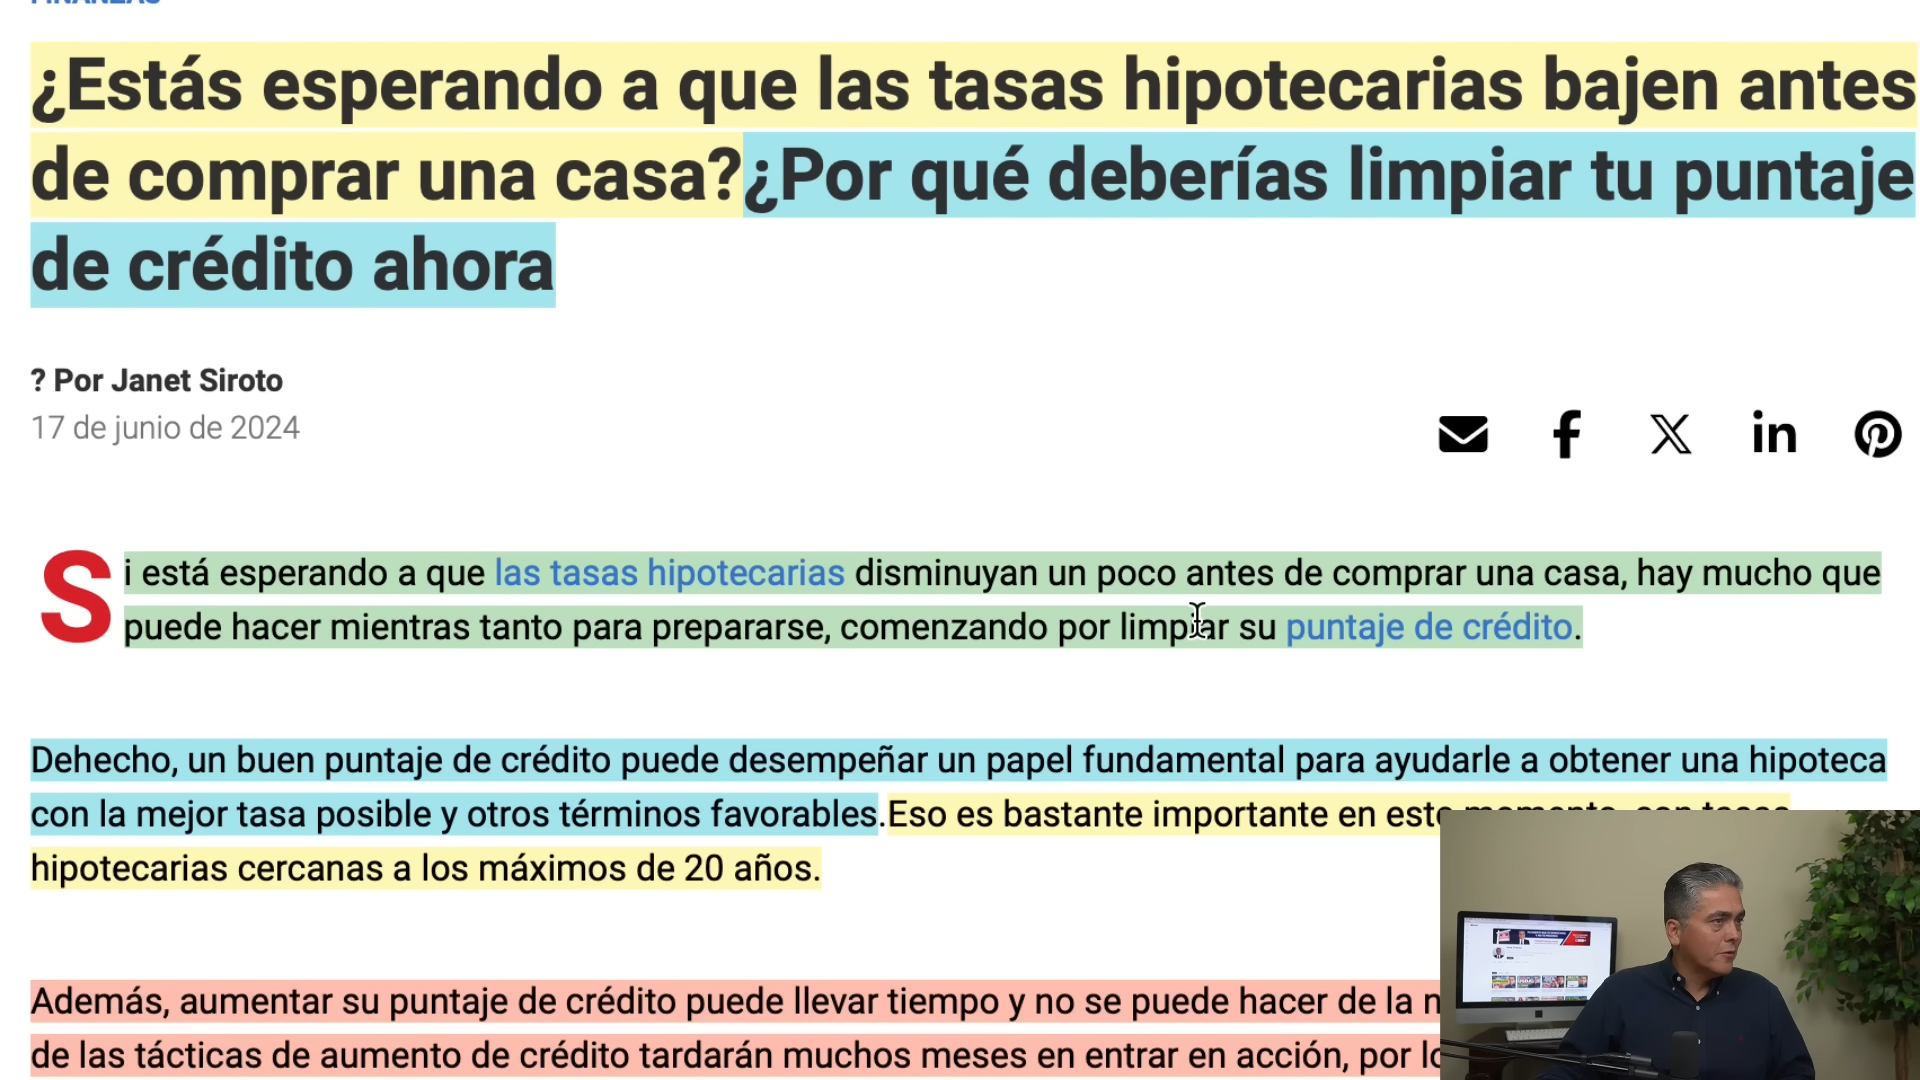 FINANZAS
¿Estás esperando a que las tasas hipotecarias bajen antes
de comprar una casa?¿Por qué deberías limpiar tu puntaje
de crédito ahora
? Por Janet Siroto
17 de junio de 2024
Si está esperando a que las tasas hipotecarias disminuyan un poco antes de comprar una casa, hay mucho que
puede hacer mientras tanto para prepararse, comenzando por limpiar su puntaje de crédito.
Dehecho, un buen puntaje de crédito puede desempeñar un papel fundamental para ayudarle a obtener una hipoteca
con la mejor tasa posible y otros términos favorables.Eso es bastante importante en este momento, con tasas
hipotecarias cercanas a los máximos de 20 años.
Además, aumentar su puntaje de crédito puede llevar tiempo y no se puede hacer de la
de las tácticas de aumento de crédito tardarán muchos meses en entrar en acción, por